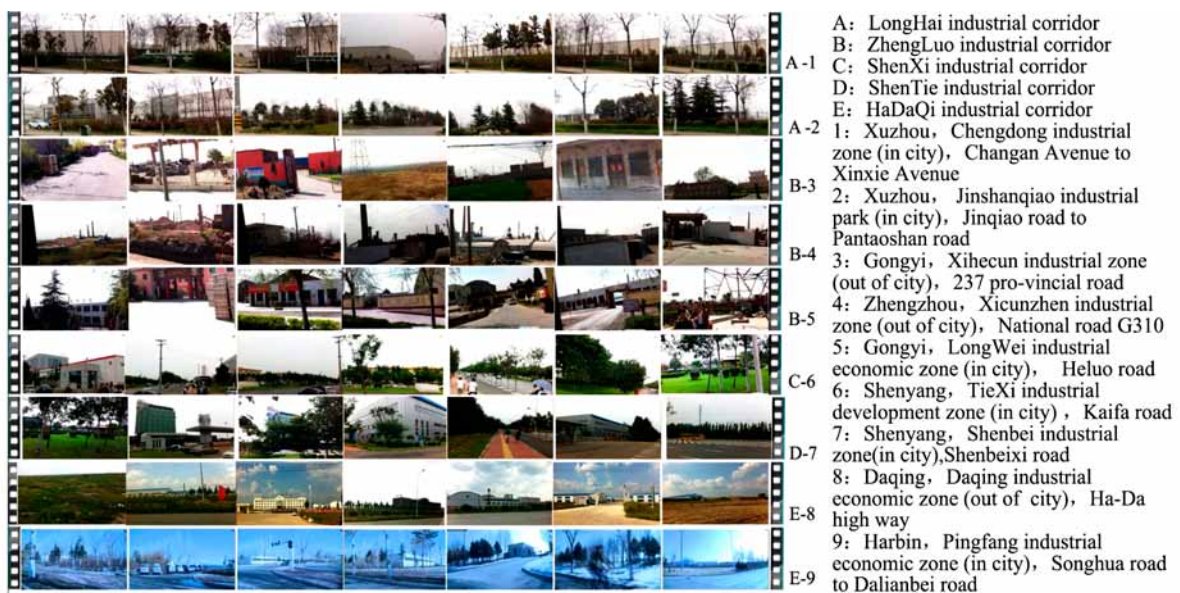 A -1
A -2
B-3
B-4
B-5
C-6
D-7
E-8
E-9
A: LongHai industrial corridor
B: ZhengLuo industrial corridor
C: ShenXi industrial corridor
D: ShenTie industrial corridor
E: HaDaQi industrial corridor
1: Xuzhou, Chengdong industrial
zone (in city), Changan Avenue to
Xinxie Avenue
2: Xuzhou, Jinshanqiao industrial
park (in city), Jinqiao road to
Pantaoshan road
3: Gongyi, Xihecun industrial zone
(out of city), 237 pro-vincial road
4: Zhengzhou, Xicunzhen industrial
zone (out of city), National road G310
5: Gongyi, LongWei industrial
economic zone (in city), Heluo road
6: Shenyang, TieXi industrial
development zone (in city) , Kaifa road
7: Shenyang, Shenbei industrial
zone(in city),Shenbeixi road
8: Daqing, Daqing industrial
economic zone (out of city), Ha-Da
high way
9: Harbin, Pingfang industrial
economic zone (in city), Songhua road
to Dalianbei road